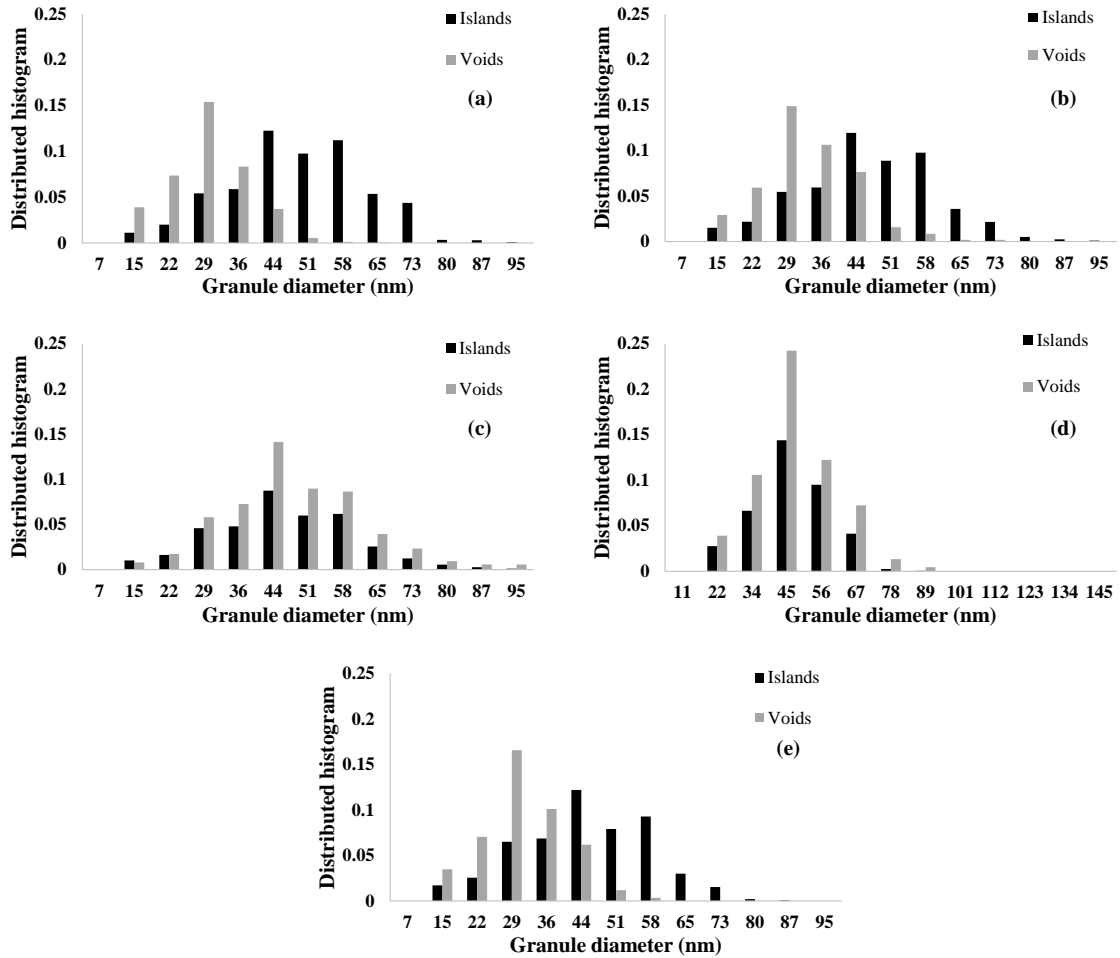 0.25
0.2
0.15
0.1
0.05
0
Distributed histogram
Islands
Voids
(a)
7 15 22 29 36 44 51 58 65 73 80 87 95
Granule diameter (nm)
0.25
0.2
0.15
0.1
0.05
0
Distributed histogram
Islands
Voids
(b)
7 15 22 29 36 44 51 58 65 73 80 87 95
Granule diameter (nm)
0.25
0.2
0.15
0.1
0.05
0
Distributed histogram
Islands
Voids
(c)
7 15 22 29 36 44 51 58 65 73 80 87 95
Granule diameter (nm)
0.25
0.2
0.15
0.1
0.05
0
Distributed histogram
Islands
Voids
(d)
11 22 34 45 56 67 78 89 101 112 123 134 145
Granule diameter (nm)
0.25
0.2
0.15
0.1
0.05
0
Distributed histogram
Islands
Voids
(e)
7 15 22 29 36 44 51 58 65 73 80 87 95
Granule diameter (nm)